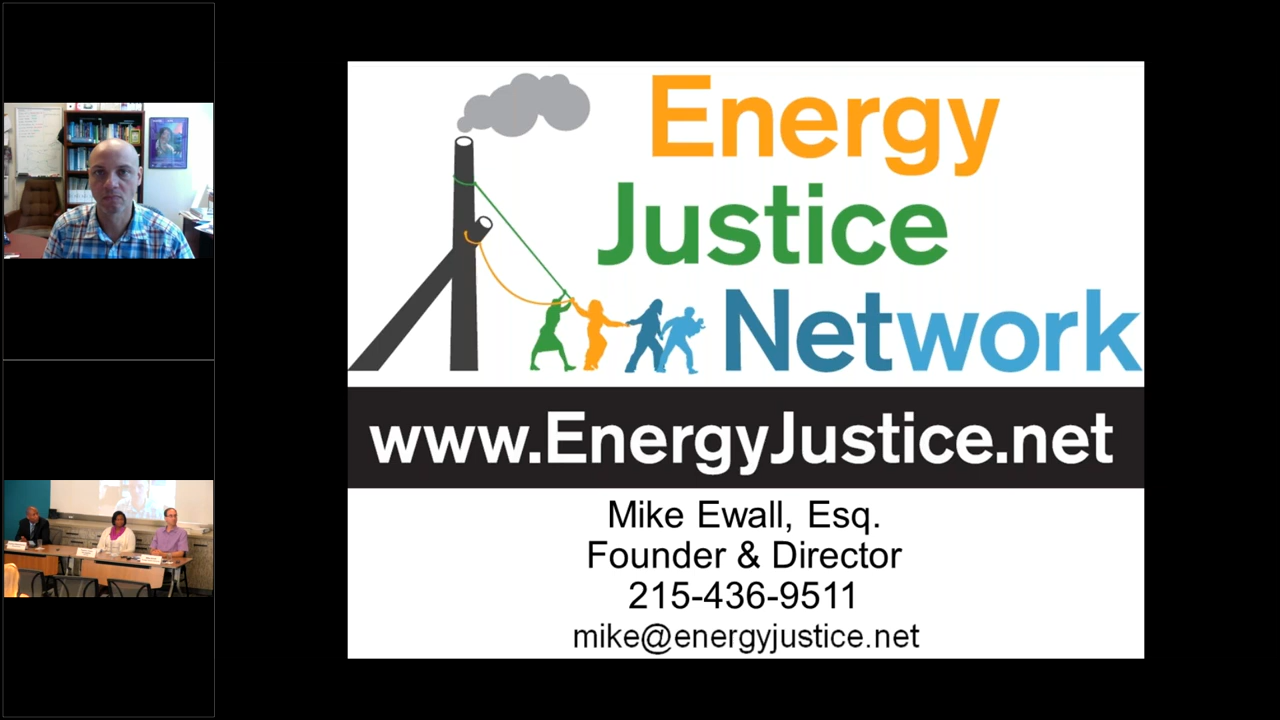 Energy
Justice
Network
www.EnergyJustice.net
Mike Ewall, Esq.
Founder & Director
215-436-9511
mike@energyjustice.net